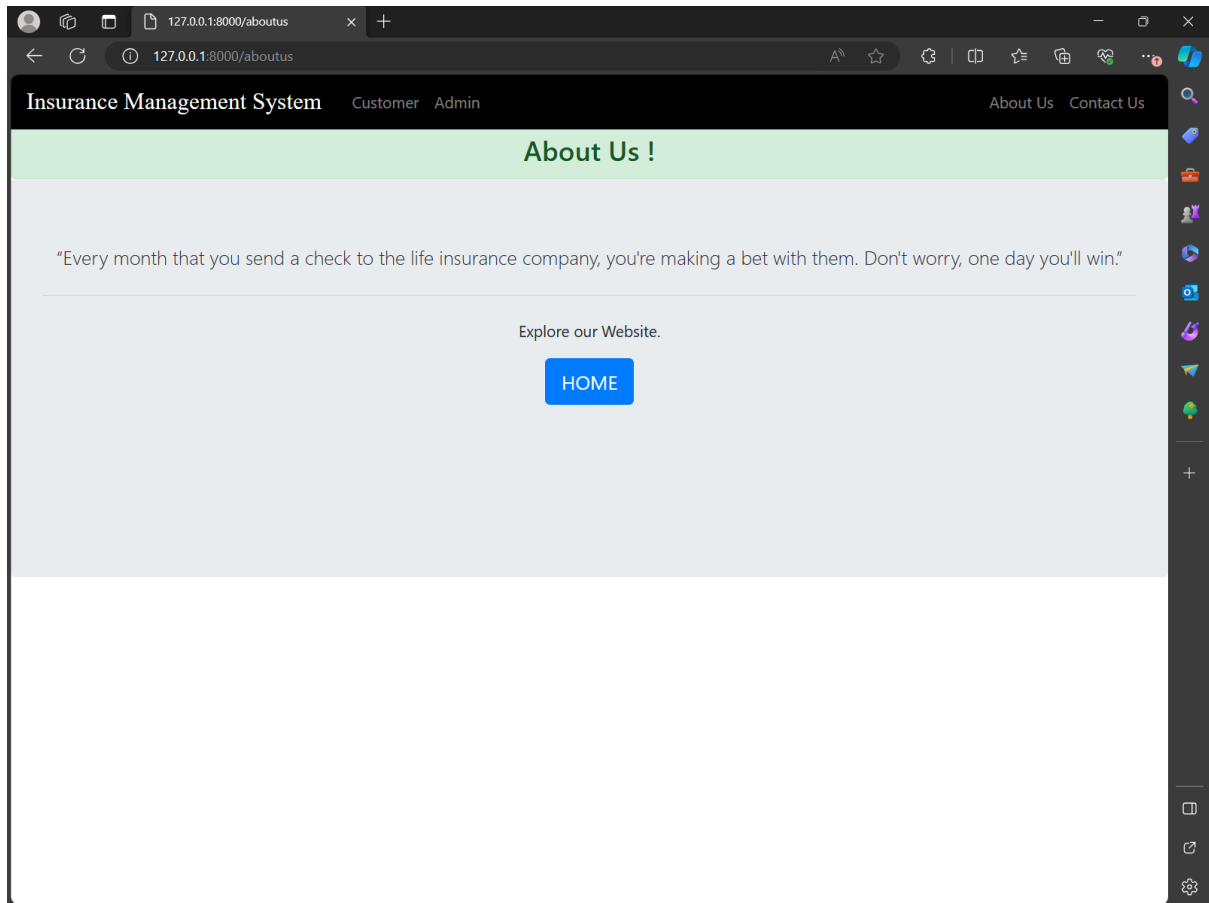 127.0.0.1:8000/aboutus
127.0.0.1:8000/aboutus
Insurance Management System Customer Admin About Us Contact Us
About Us !
“Every month that you send a check to the life insurance company, you're making a bet with them. Don't worry, one day you'll win.”
Explore our Website.
HOME